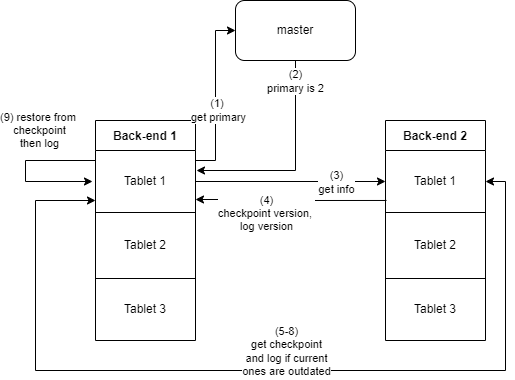 master
(2)
primary is 2
(1)
get primary
(9) restore from
checkpoint
then log
Back-end 1
Back-end 2
Tablet 1
(3)
get info
Tablet 1
(4)
checkpoint version,
log version
Tablet 2
Tablet 2
Tablet 3
Tablet 3
(5-8)
get checkpoint
and log if current
ones are outdated